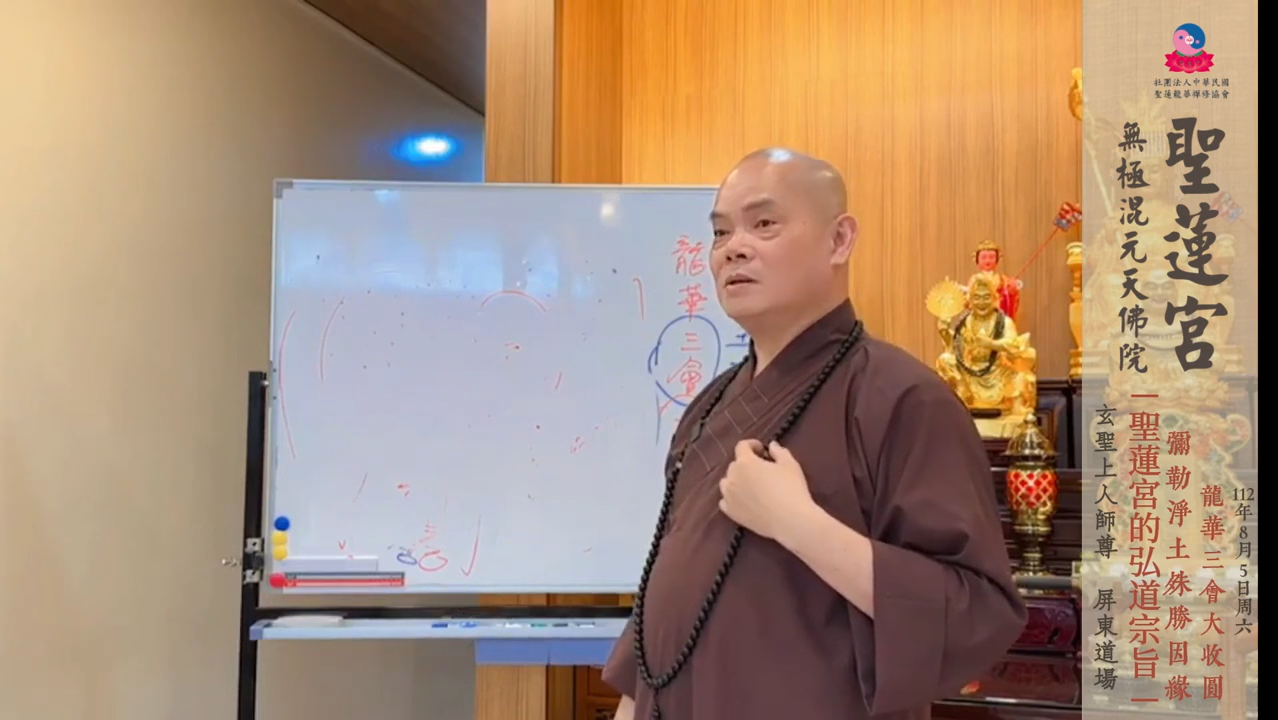 社團法人中華民國
聖蓮龍華禪修協會
聖蓮宮
無極混元天佛院
112年8月5日周六
龍華三會大收圓
彌勒淨土殊勝因緣
聖蓮宮的弘道宗旨
玄聖上人師尊 屏東道場
龍華三會